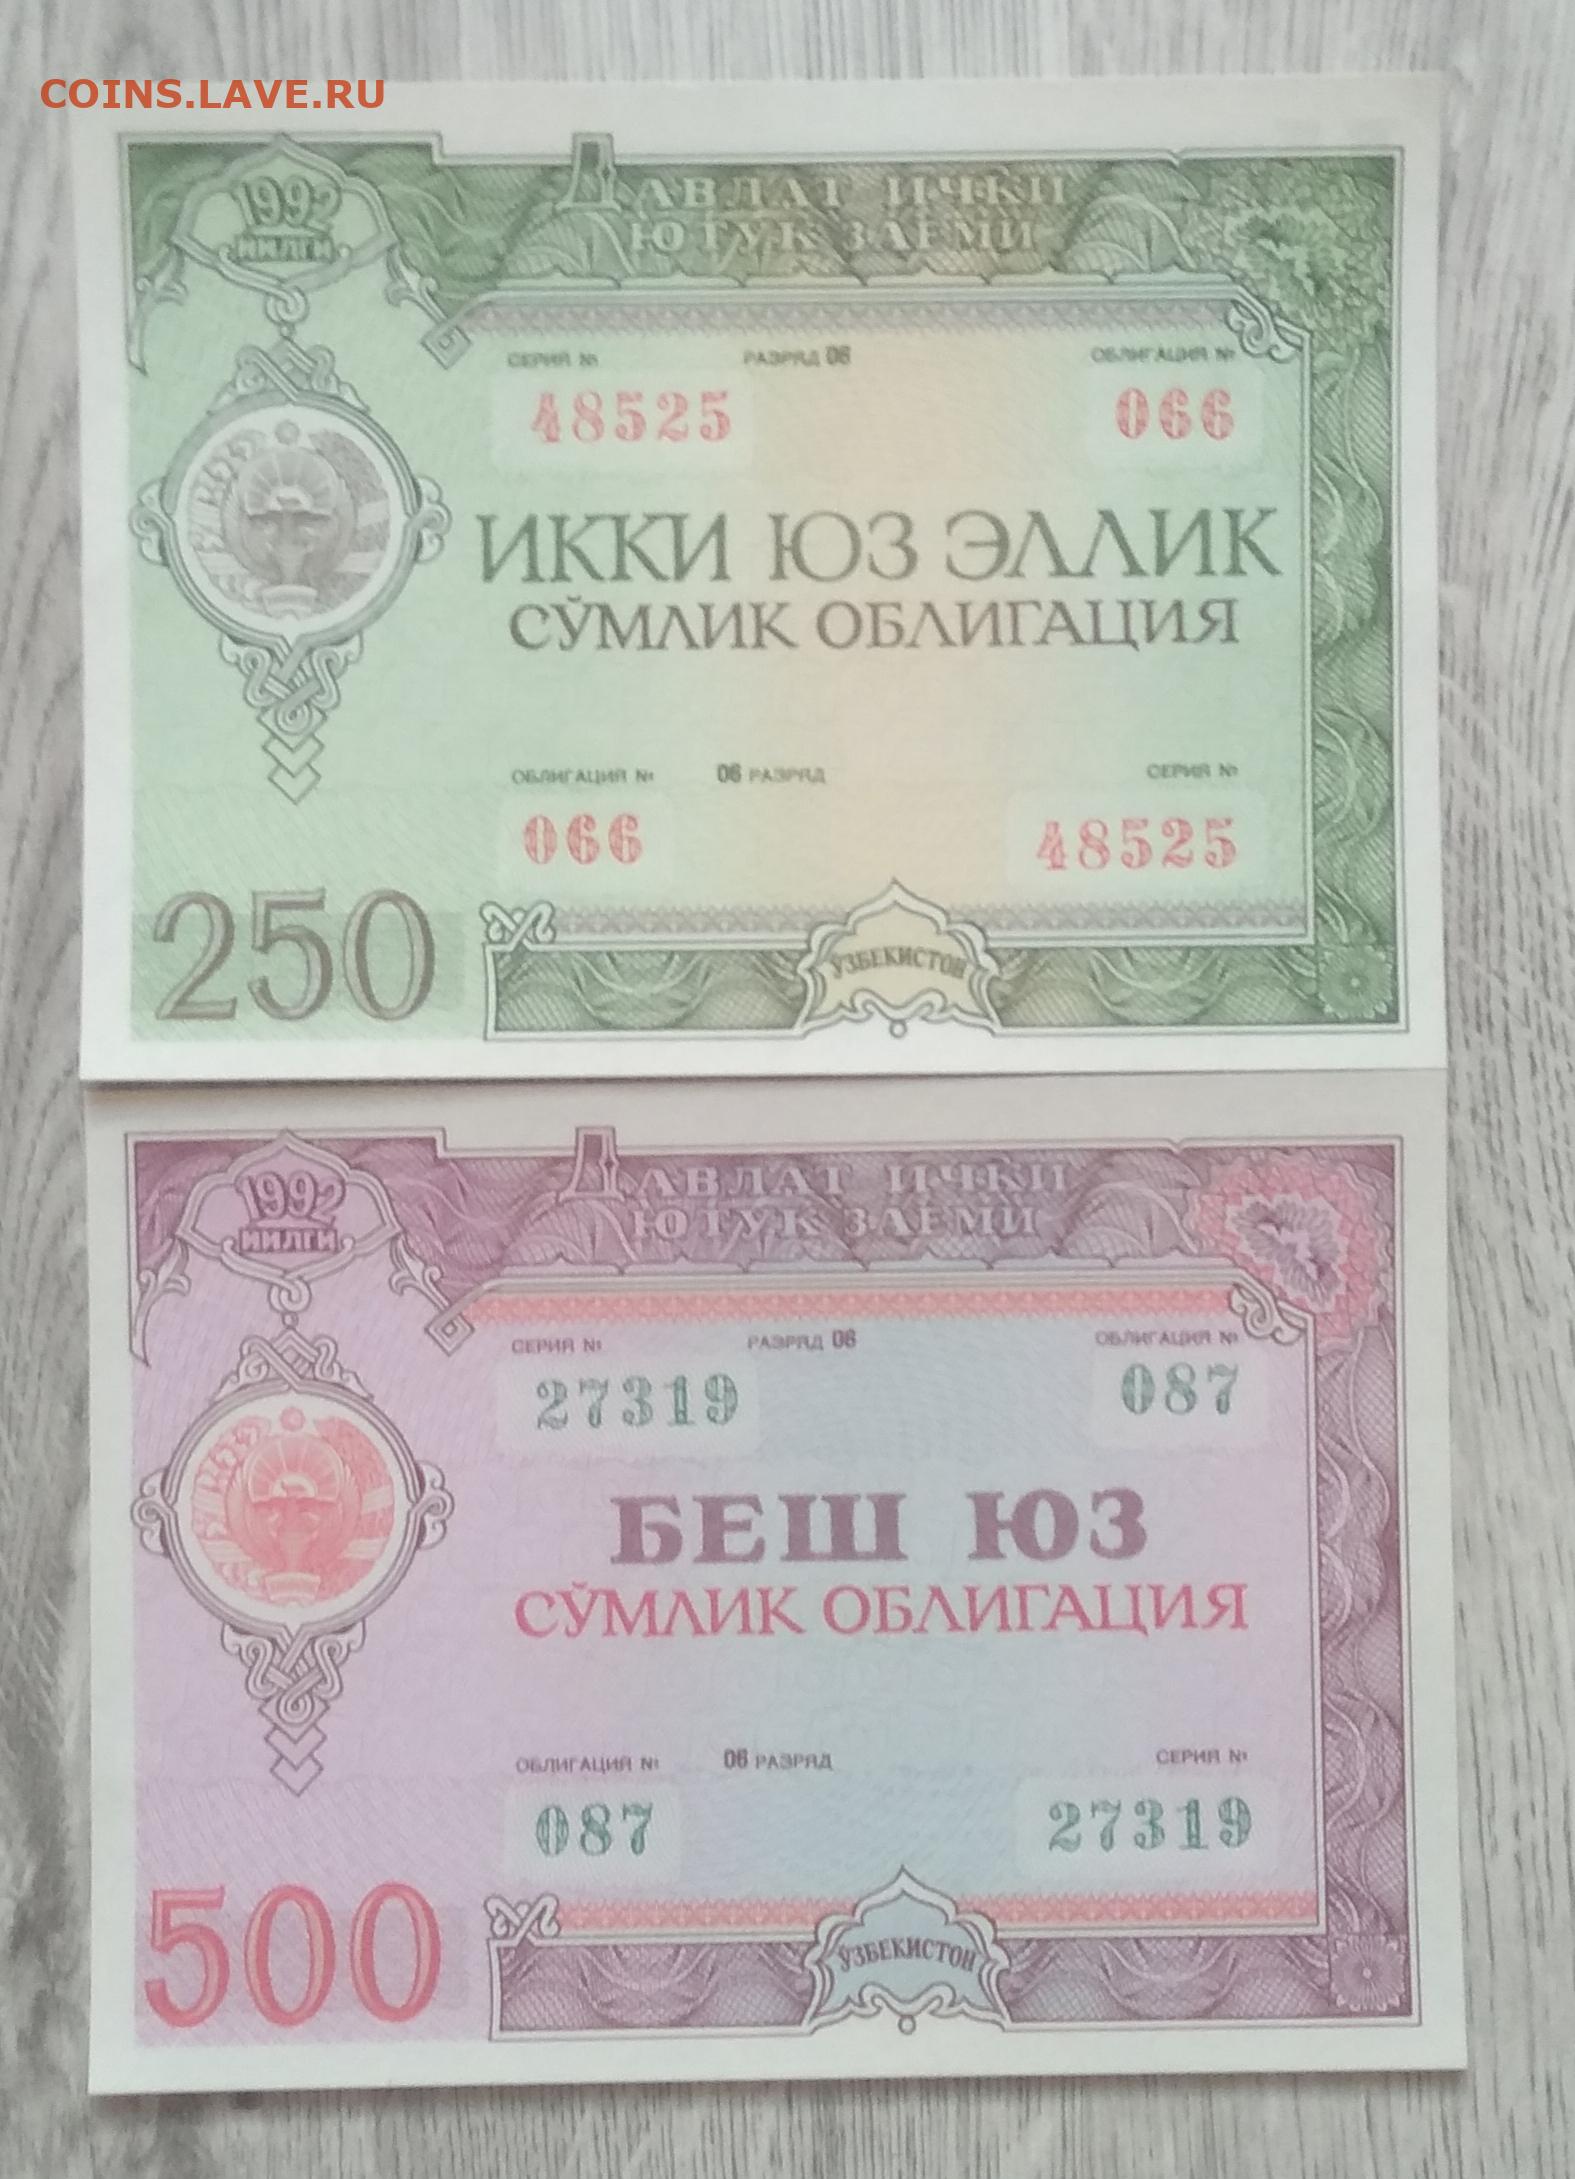 COINS.LAVE.RU
1992
ЙИЛГИ
ДАВЛАТ ИЧКИ
ЮТУК ЗАЕМИ
СЕРИЯ № РАЗРЯД 06 ОБЛИГАЦИЯ №
48525 066
ИККИ ЮЗ ЭЛЛИК
СЎМЛИК ОБЛИГАЦИЯ
ОБЛИГАЦИЯ № 06 РАЗРЯД СЕРИЯ №
066 48525
250
ЎЗБЕКИСТОН
1992
ЙИЛГИ
ДАВЛАТ ИЧКИ
ЮТУК ЗАЕМИ
СЕРИЯ № РАЗРЯД 06 ОБЛИГАЦИЯ №
27319 087
БЕШ ЮЗ
СЎМЛИК ОБЛИГАЦИЯ
ОБЛИГАЦИЯ № 06 РАЗРЯД СЕРИЯ №
087 27319
500
ЎЗБЕКИСТОН